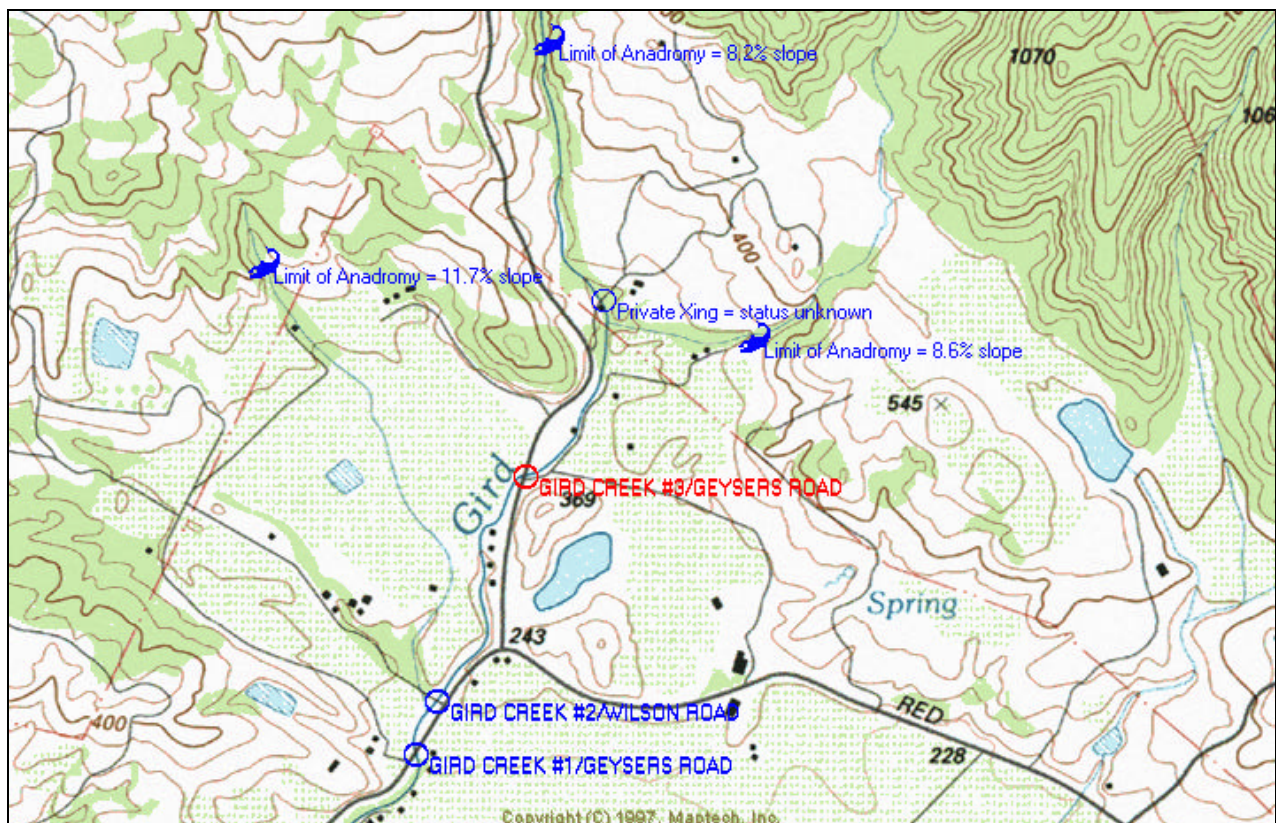 Limit of Anadromy = 8.2% slope
1070
106
400
Limit of Anadromy = 11.7% slope
Private Xing = status unknown
Limit of Anadromy = 8.6% slope
545
Gird
GIRD CREEK #3/GEYSERS ROAD
369
Spring
243
400
GIRD CREEK #2/WILSON ROAD
RED
228
GIRD CREEK #1/GEYSERS ROAD
Copyright (C) 1997, Maptech, Inc.